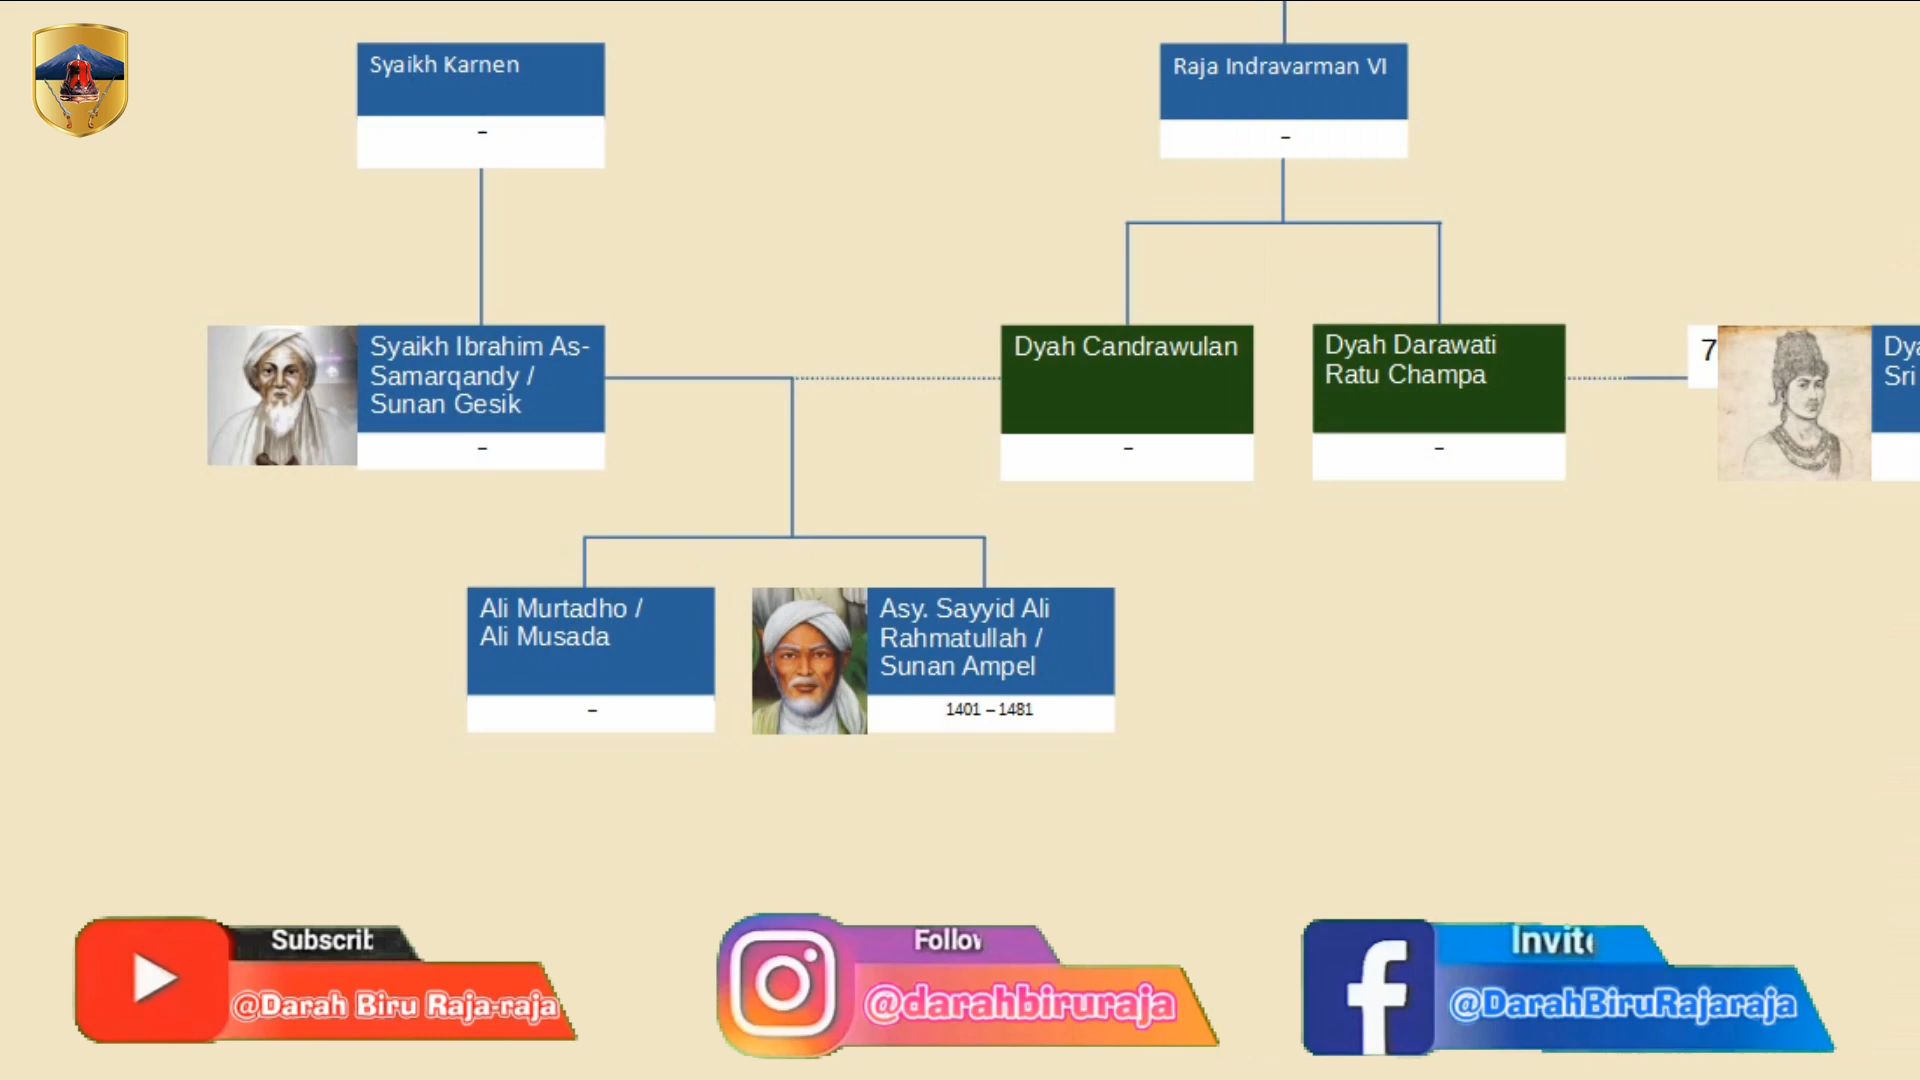 Syaikh Karnen
–
Raja Indravarman VI
–
Syaikh Ibrahim As-
Samarqandy /
Sunan Gesik
–
Dyah Candrawulan
–
Dyah Darawati
Ratu Champa
–
7
Sri
Ali Murtadho /
Ali Musada
–
Asy. Sayyid Ali
Rahmatullah /
Sunan Ampel
1401 – 1481
@Darah Biru Raja-raja
@darahbiruraja
@DarahBiruRajaraja